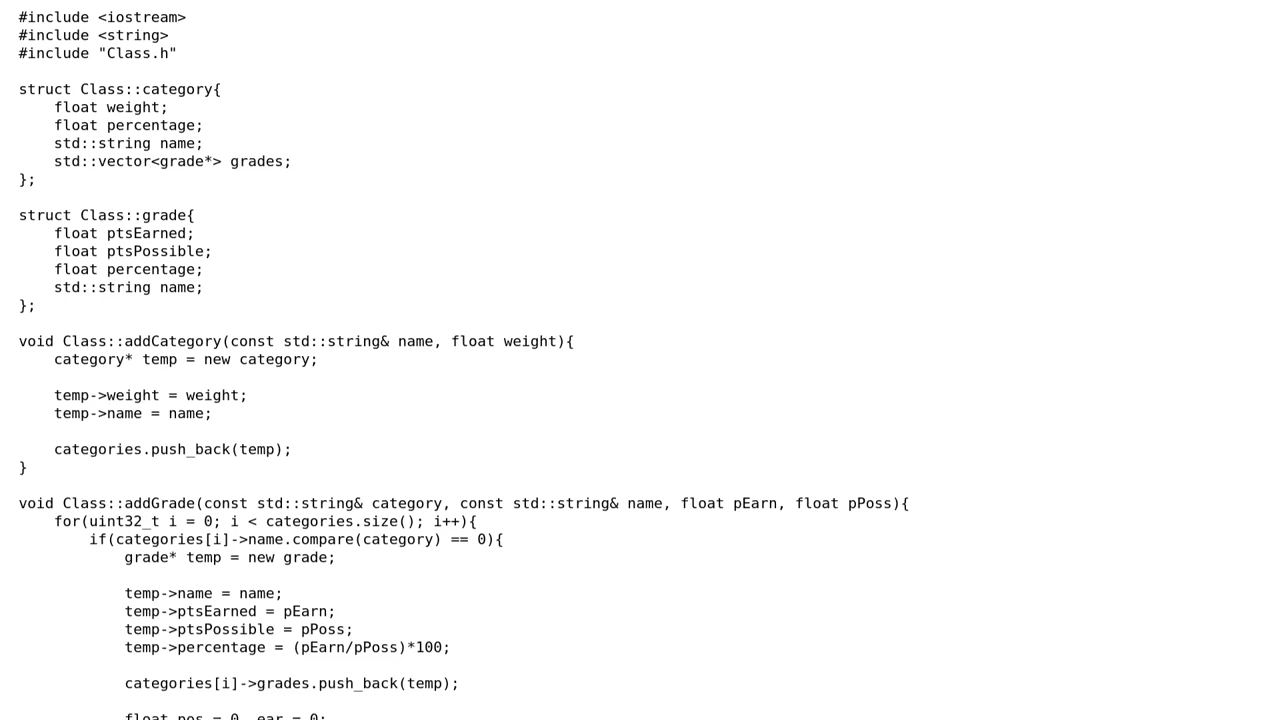 #include <iostream>
#include <string>
#include "Class.h"

struct Class::category{
    float weight;
    float percentage;
    std::string name;
    std::vector<grade*> grades;
};

struct Class::grade{
    float ptsEarned;
    float ptsPossible;
    float percentage;
    std::string name;
};

void Class::addCategory(const std::string& name, float weight){
    category* temp = new category;

    temp->weight = weight;
    temp->name = name;

    categories.push_back(temp);
}

void Class::addGrade(const std::string& category, const std::string& name, float pEarn, float pPoss){
    for(uint32_t i = 0; i < categories.size(); i++){
        if(categories[i]->name.compare(category) == 0){
            grade* temp = new grade;

            temp->name = name;
            temp->ptsEarned = pEarn;
            temp->ptsPossible = pPoss;
            temp->percentage = (pEarn/pPoss)*100;

            categories[i]->grades.push_back(temp);

            float pos = 0, ear = 0;